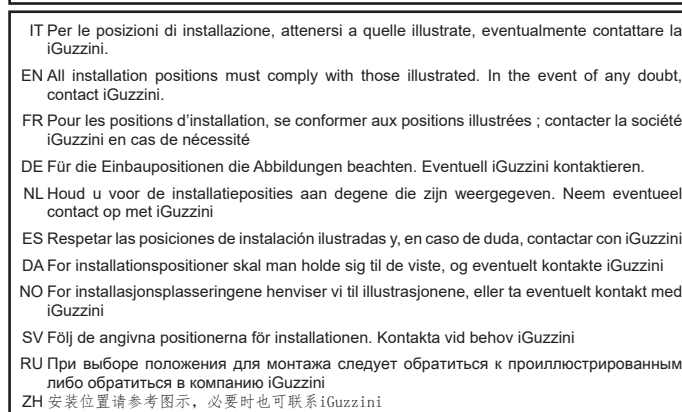 IT Per le posizioni di installazione, attenersi a quelle illustrate, eventualmente contattare la
iGuzzini.
EN All installation positions must comply with those illustrated. In the event of any doubt,
contact iGuzzini.
FR Pour les positions d'installation, se conformer aux positions illustrées ; contacter la société
iGuzzini en cas de nécessité
DE Für die Einbaupositionen die Abbildungen beachten. Eventuell iGuzzini kontaktieren.
NL Houd u voor de installatieposities aan degene die zijn weergegeven. Neem eventueel
contact op met iGuzzini
ES Respetar las posiciones de instalación ilustradas y, en caso de duda, contactar con iGuzzini
DA For installationspositioner skal man holde sig til de viste, og eventuelt kontakte iGuzzini
NO For installasjonsplasseringene henviser vi til illustrasjonene, eller ta eventuelt kontakt med
iGuzzini
SV Följ de angivna positionerna för installationen. Kontakta vid behov iGuzzini
RU При выборе положения для монтажа следует обратиться к проиллюстрированным
либо обратиться в компанию iGuzzini
ZH 安装位置请参考图示, 必要时也可联系iGuzzini